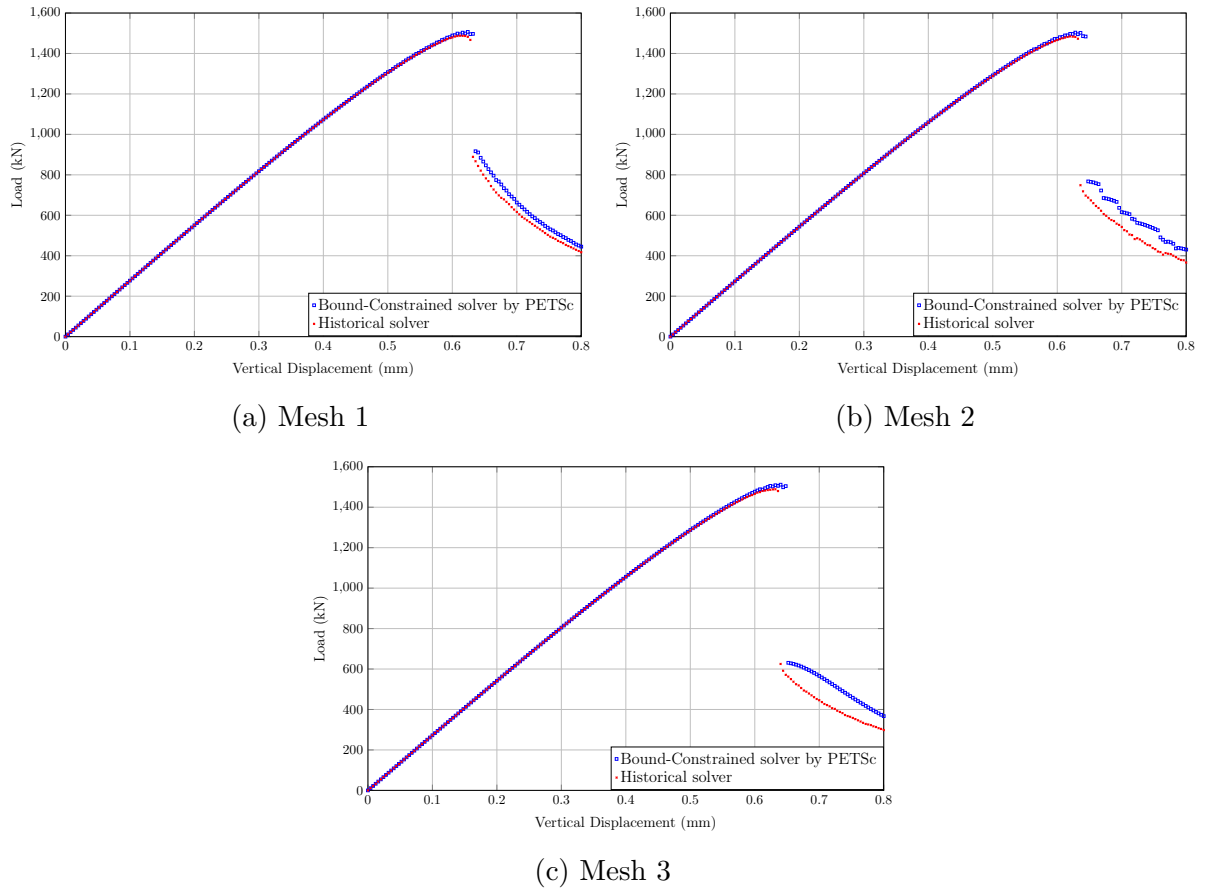 1,600
1,400
1,200
1,000
800
600
400
200
0
Load (kN)
Bound-Constrained solver by PETSc
Historical solver
0 0.1 0.2 0.3 0.4 0.5 0.6 0.7 0.8
Vertical Displacement (mm)
(a) Mesh 1
1,600
1,400
1,200
1,000
800
600
400
200
0
Load (kN)
Bound-Constrained solver by PETSc
Historical solver
0 0.1 0.2 0.3 0.4 0.5 0.6 0.7 0.8
Vertical Displacement (mm)
(b) Mesh 2
1,600
1,400
1,200
1,000
800
600
400
200
0
Load (kN)
Bound-Constrained solver by PETSc
Historical solver
0 0.1 0.2 0.3 0.4 0.5 0.6 0.7 0.8
Vertical Displacement (mm)
(c) Mesh 3